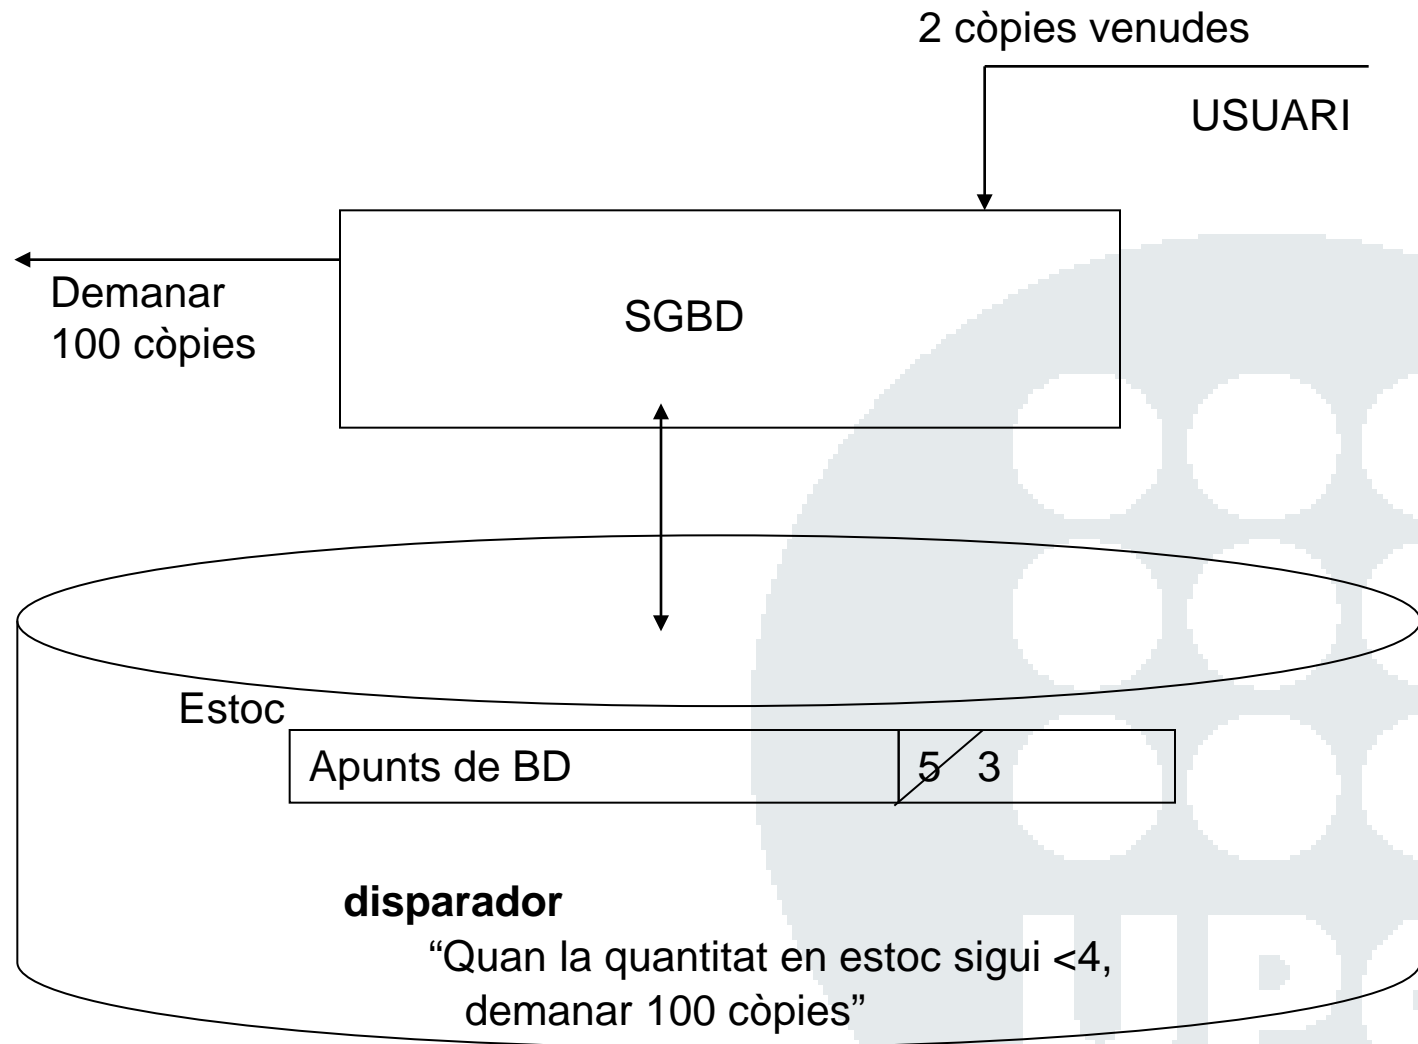 2 còpies venudes
USUARI
Demanar
100 còpies
SGBD
Estoc
Apunts de BD
5 3
disparador
“Quan la quantitat en estoc sigui <4,
demanar 100 còpies”